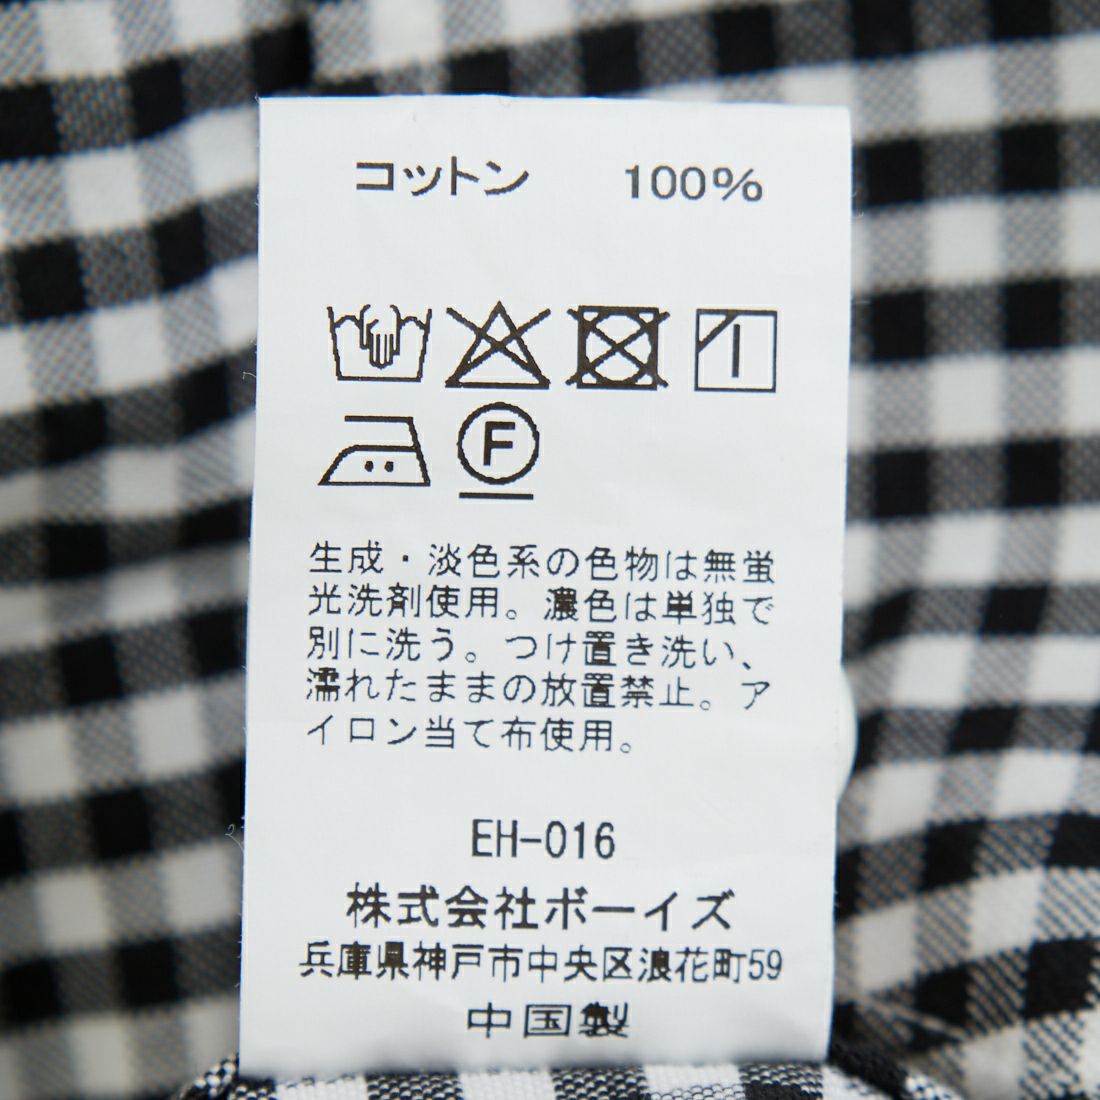 コットン 100%
F
生成・淡色系の色物は無蛍
光洗剤使用。濃色は単独で
別に洗う。つけ置き洗い、
濡れたままの放置禁止。ア
イロン当て布使用。
EH-016
株式会社ボーイズ
兵庫県神戸市中央区浪花町59
中国製